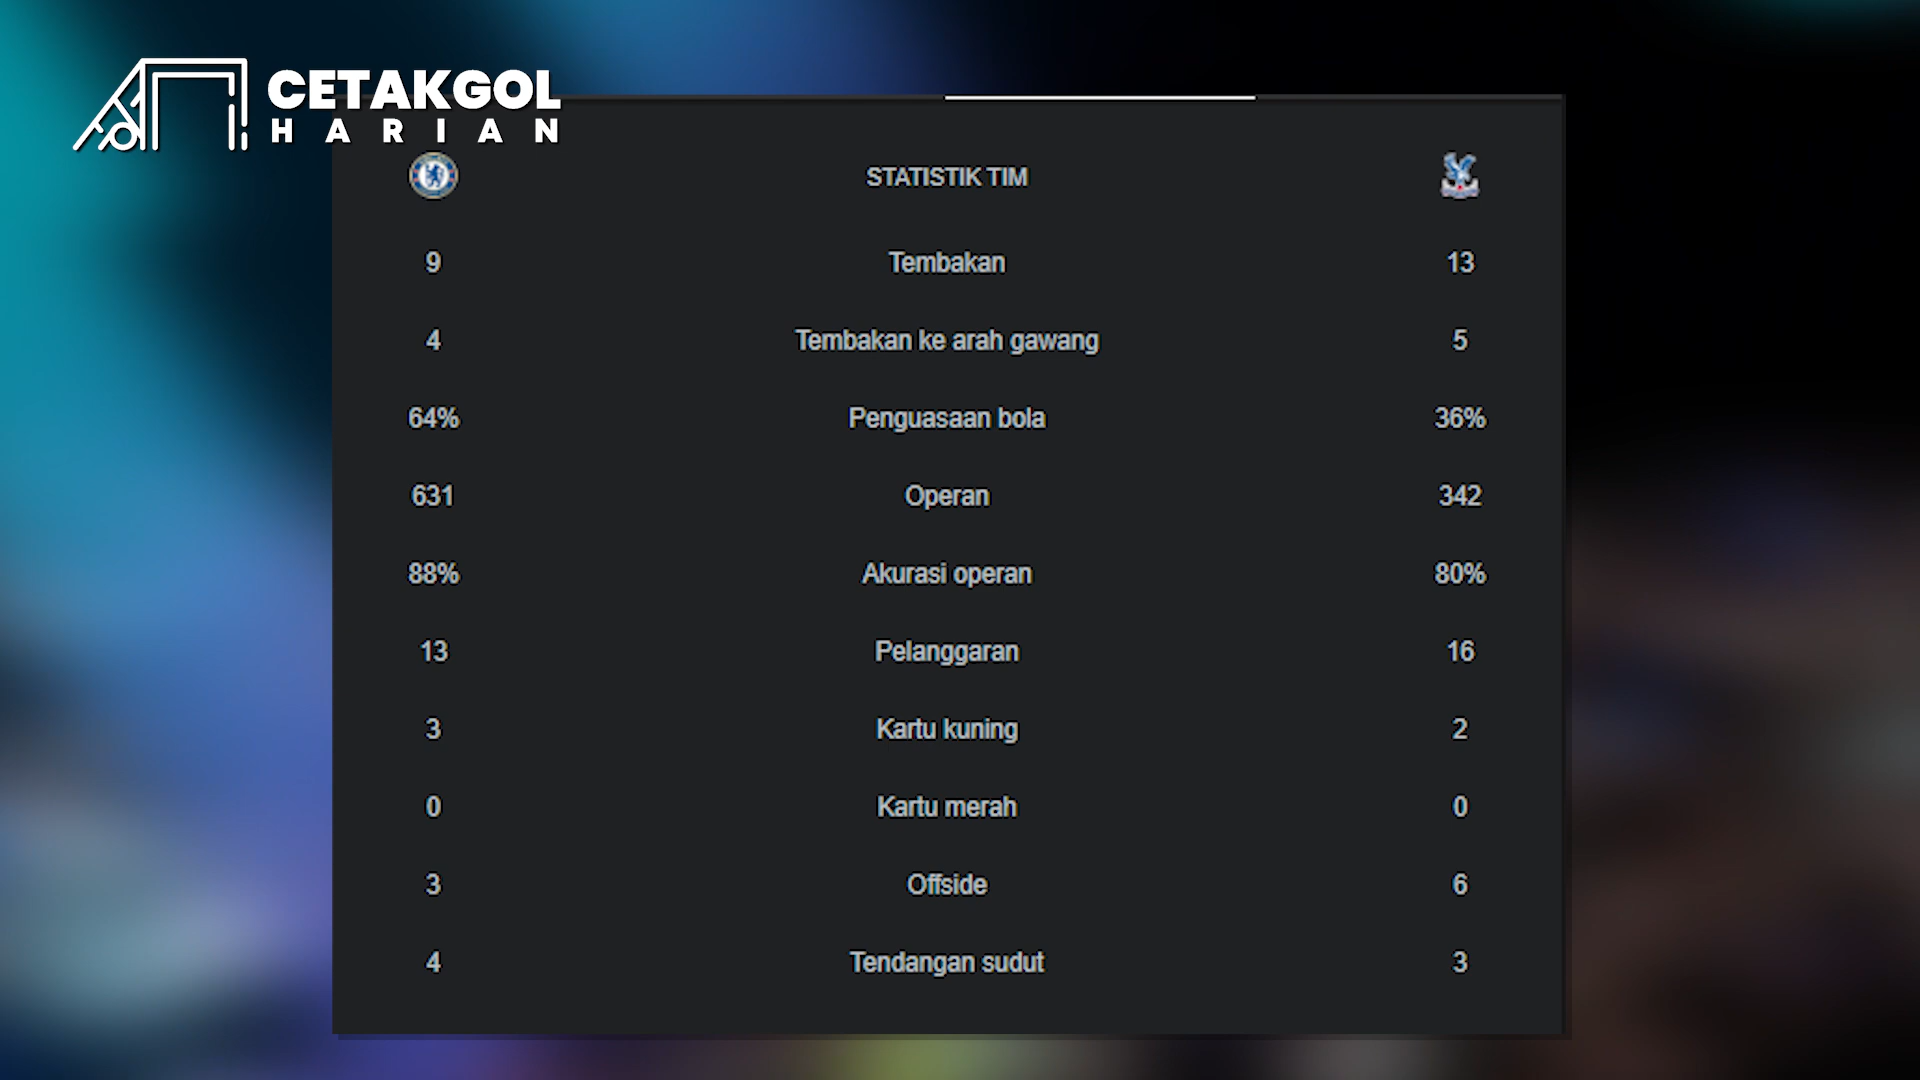 CETAKGOL
HARIAN
STATISTIK TIM
9 Tembakan 13
4 Tembakan ke arah gawang 5
64% Penguasaan bola 36%
631 Operan 342
88% Akurasi operan 80%
13 Pelanggaran 16
3 Kartu kuning 2
0 Kartu merah 0
3 Offside 6
4 Tendangan sudut 3